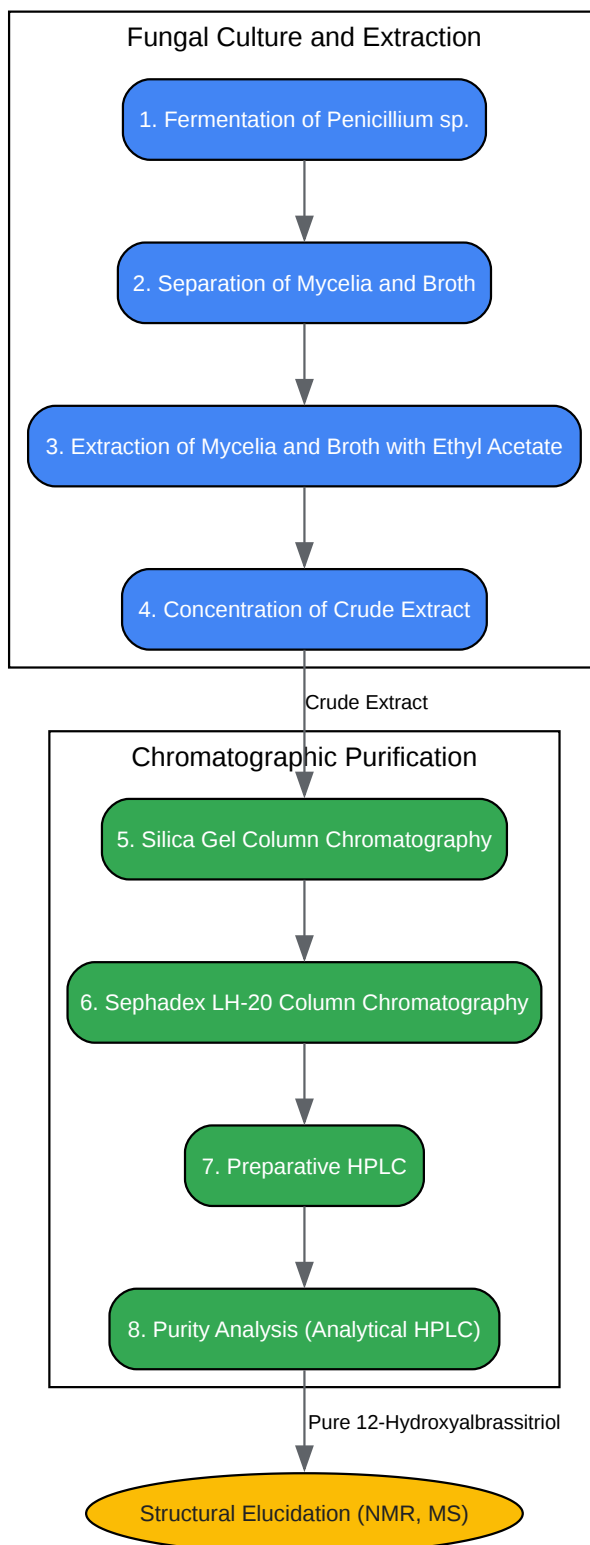 Fungal Culture and Extraction
1. Fermentation of Penicillium sp.
2. Separation of Mycelia and Broth
3. Extraction of Mycelia and Broth with Ethyl Acetate
4. Concentration of Crude Extract
Crude Extract
Chromatographic Purification
5. Silica Gel Column Chromatography
6. Sephadex LH-20 Column Chromatography
7. Preparative HPLC
8. Purity Analysis (Analytical HPLC)
Pure 12-Hydroxyalbrassitriol
Structural Elucidation (NMR, MS)